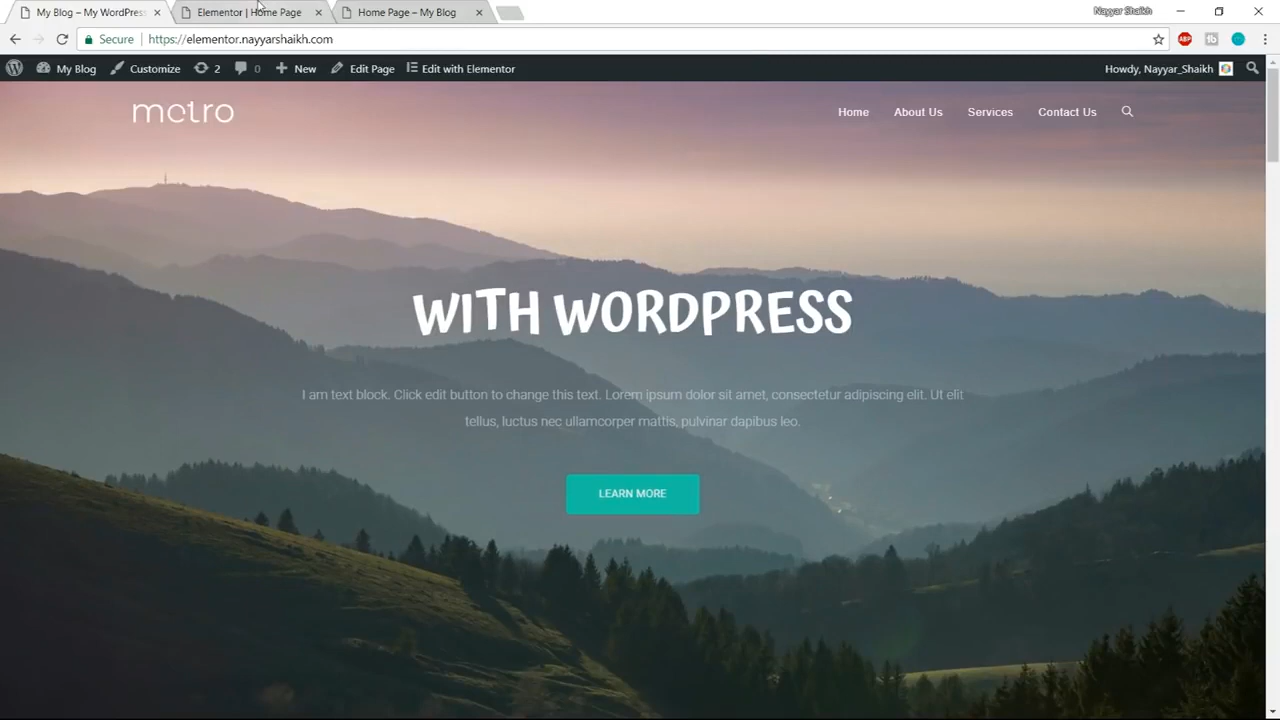 My Blog – My WordPres
Elementor | Home Page
Home Page – My Blog
Nayyar Shaikh
Secure
https://elementor.nayyarshaikh.com
ABP
My Blog
Customize
2
0
New
Edit Page
Edit with Elementor
Howdy, Nayyar_Shaikh
metro
Home
About Us
Services
Contact Us
WITH WORDPRESS
I am text block. Click edit button to change this text. Lorem ipsum dolor sit amet, consectetur adipiscing elit. Ut elit
tellus, luctus nec ullamcorper mattis, pulvinar dapibus leo.
LEARN MORE